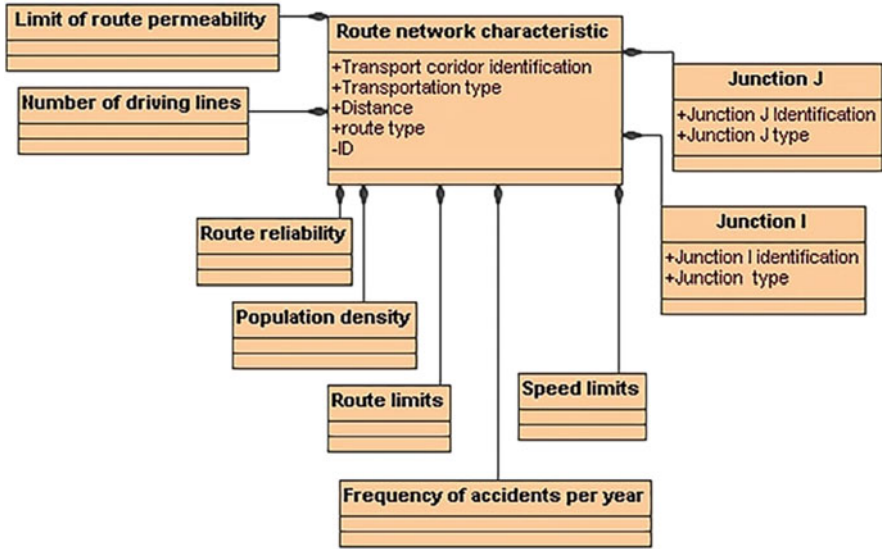 Limit of route permeability
Number of driving lines
Route network characteristic
+Transport coridor identification
+Transportation type
+Distance
+route type
-ID
Junction J
+Junction J Identification
+Junction J type
Junction I
+Junction I identification
+Junction  type
Route reliability
Population density
Route limits
Speed limits
Frequency of accidents per year